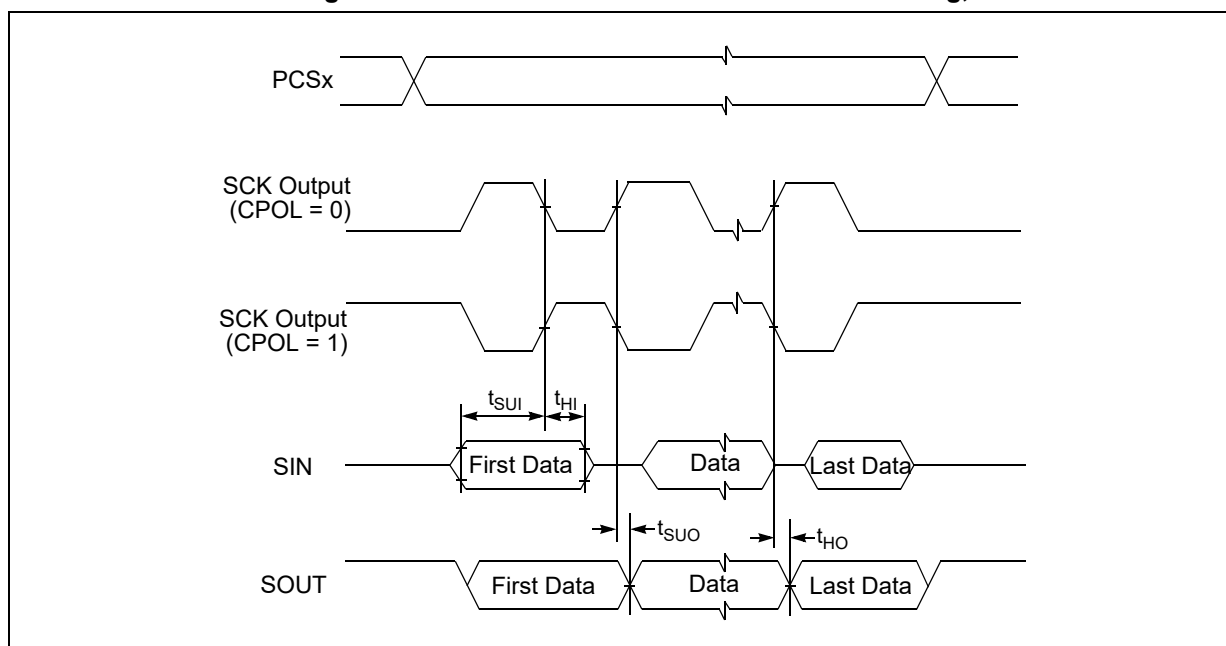 PCSx
SCK Output
(CPOL = 0)
SCK Output
(CPOL = 1)
tSUI
tHI
SIN
First Data
Data
Last Data
tSUO
tHO
SOUT
First Data
Data
Last Data